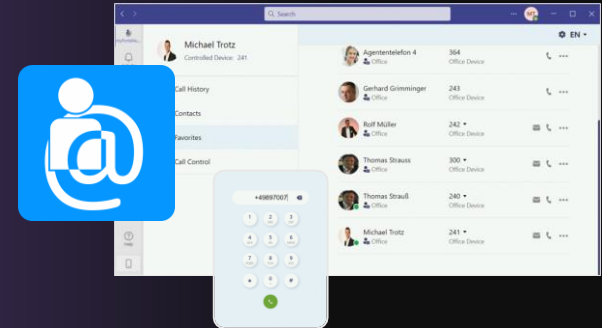 Search
MT
EN
Michael Trotz
Controlled Device: 241
Call History
Contacts
Favorites
Call Control
Agententelefon 4
Office
364
Office Device
Gerhard Grimminger
Office
243
Office Device
Rolf Müller
Office
242
Office Device
Thomas Strauss
Office
300
Office Device
Thomas Strauß
Office
240
Office Device
Michael Trotz
Office
241
Office Device
Help
@
+49897007
1 2 3
4 5 6
7 8 9
* 0 #